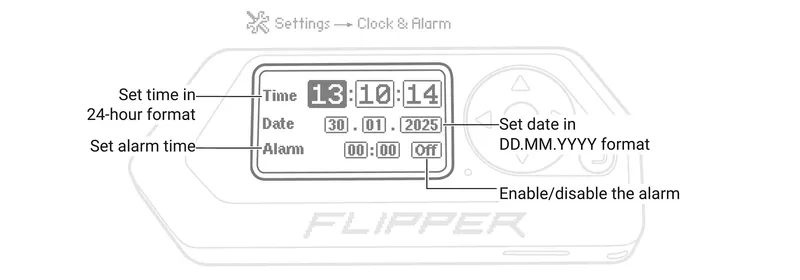 Settings → Clock & Alarm
Set time in
24-hour format
Time 13:10:14
Date 30.01.2025
Set date in
DD.MM.YYYY format
Set alarm time
Alarm 00:00 Off
Enable/disable the alarm
FLIPPER